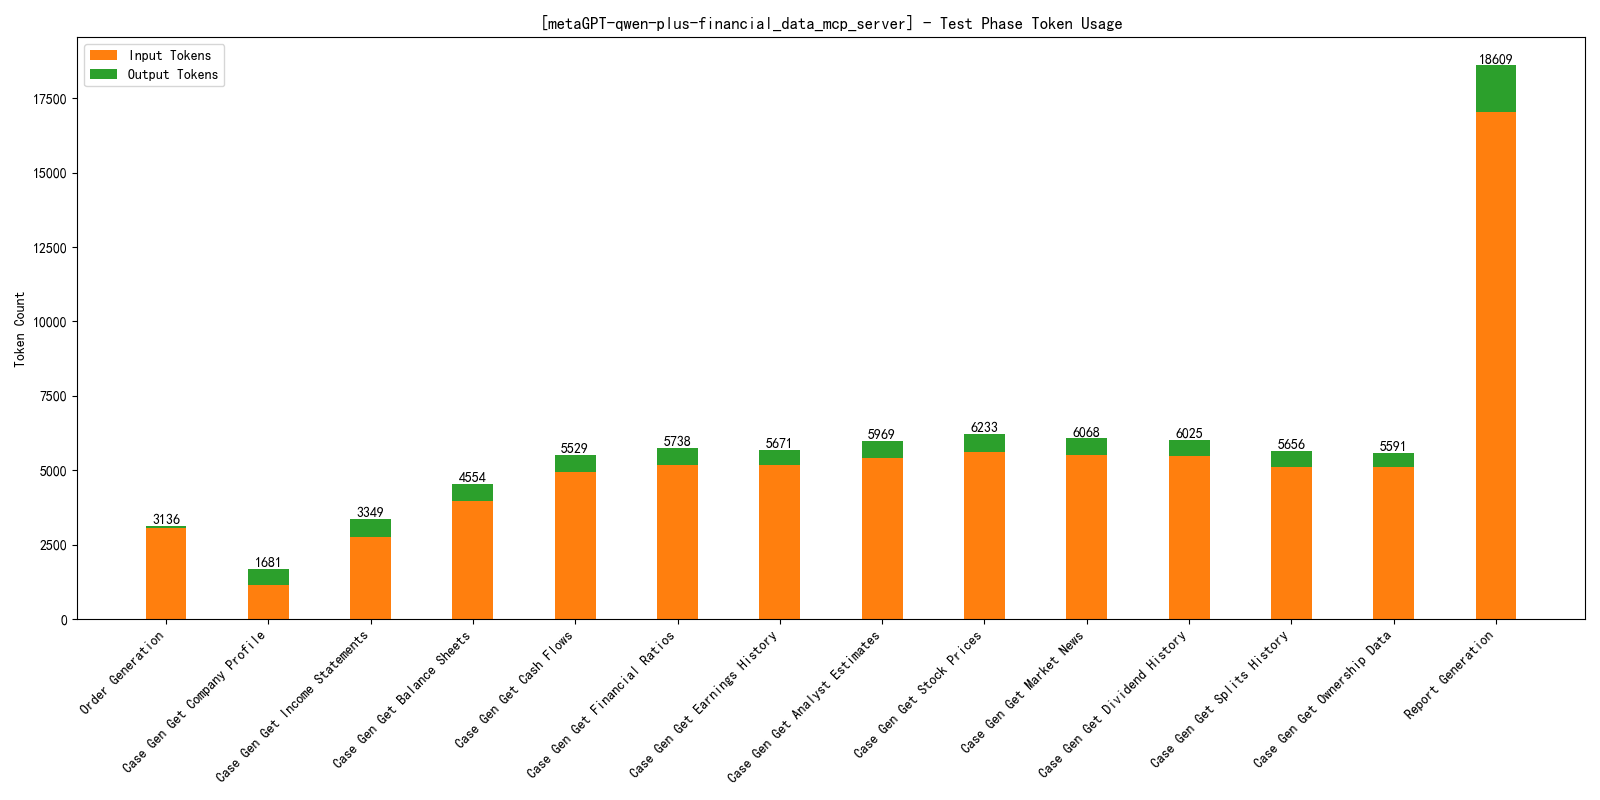 [metaGPT-qwen-plus-financial_data_mcp_server] - Test Phase Token Usage
Input Tokens
Output Tokens
Token Count
17500
15000
12500
10000
7500
5000
2500
0
3136
1681
3349
4554
5529
5738
5671
5969
6233
6068
6025
5656
5591
18609
Order Generation
Case Gen Get Company Profile
Case Gen Get Income Statements
Case Gen Get Balance Sheets
Case Gen Get Cash Flows
Case Gen Get Financial Ratios
Case Gen Get Earnings History
Case Gen Get Analyst Estimates
Case Gen Get Stock Prices
Case Gen Get Market News
Case Gen Get Dividend History
Case Gen Get Splits History
Case Gen Get Ownership Data
Report Generation